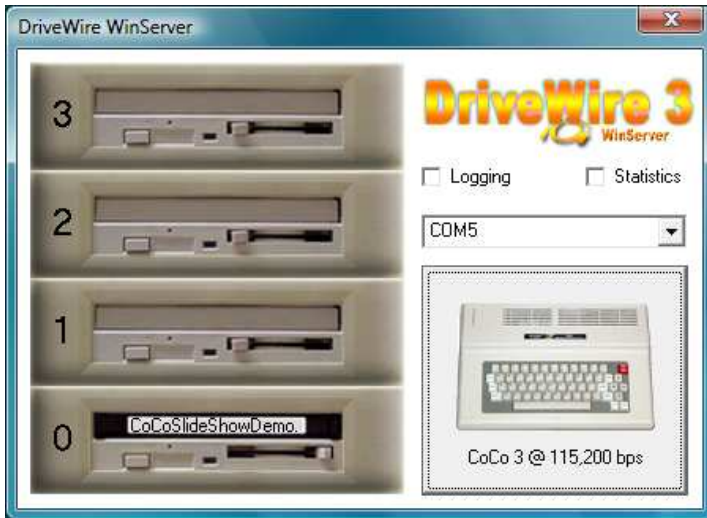 DriveWire WinServer
3
2
1
0
CoCoSlideShowDemo.
DriveWire 3
WinServer
Logging
Statistics
COM5
CoCo 3 @ 115,200 bps